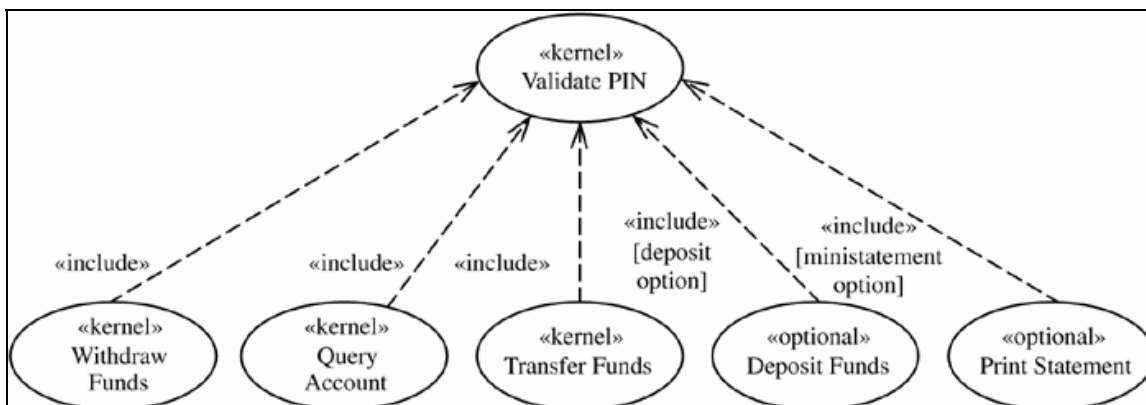 «kernel»
Validate PIN
«include»
«include»
«include»
«include»
[deposit
option]
«include»
[ministatement
option]
«kernel»
Withdraw
Funds
«kernel»
Query
Account
«kernel»
Transfer Funds
«optional»
Deposit Funds
«optional»
Print Statement